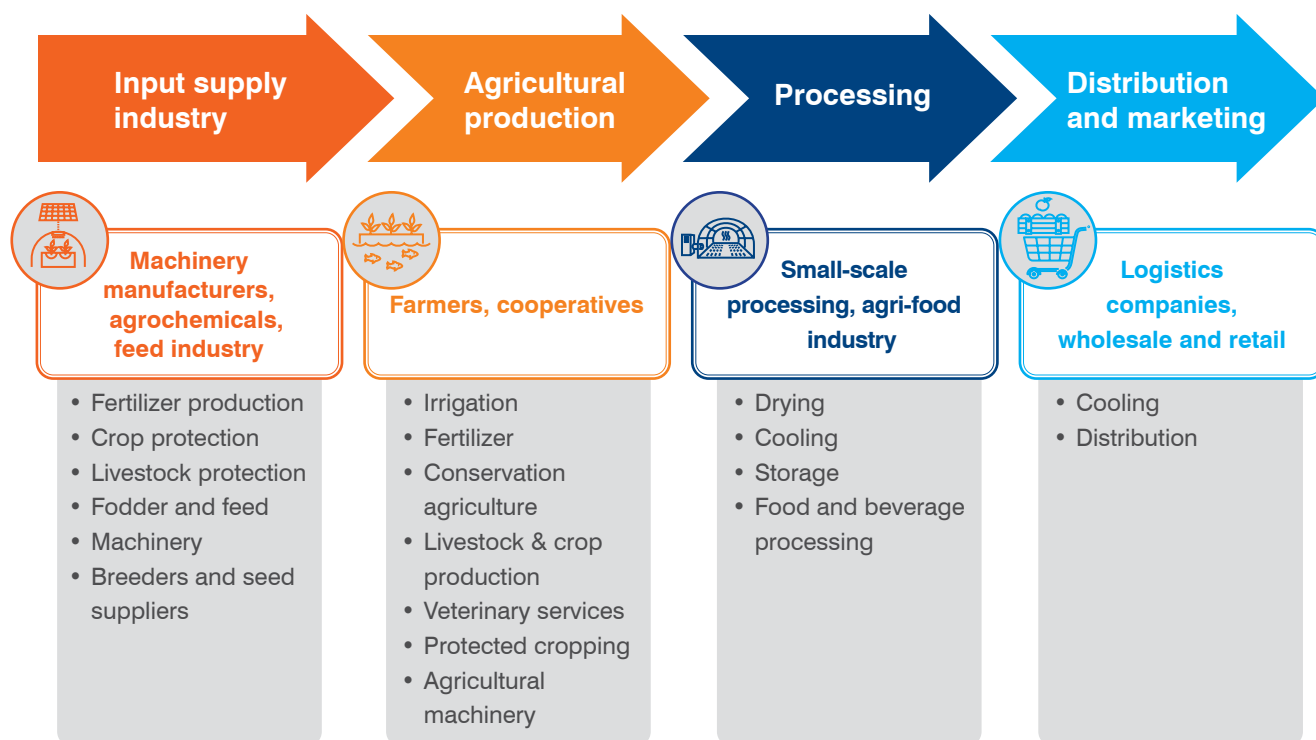 Input supply
industry
Agricultural
production
Processing
Distribution
and marketing
Machinery
manufacturers,
agrochemicals,
feed industry
Farmers, cooperatives
Small-scale
processing, agri-food
industry
Logistics
companies,
wholesale and retail
• Fertilizer production
• Crop protection
• Livestock protection
• Fodder and feed
• Machinery
• Breeders and seed
suppliers
• Irrigation
• Fertilizer
• Conservation
agriculture
• Livestock & crop
production
• Veterinary services
• Protected cropping
• Agricultural
machinery
• Drying
• Cooling
• Storage
• Food and beverage
processing
• Cooling
• Distribution